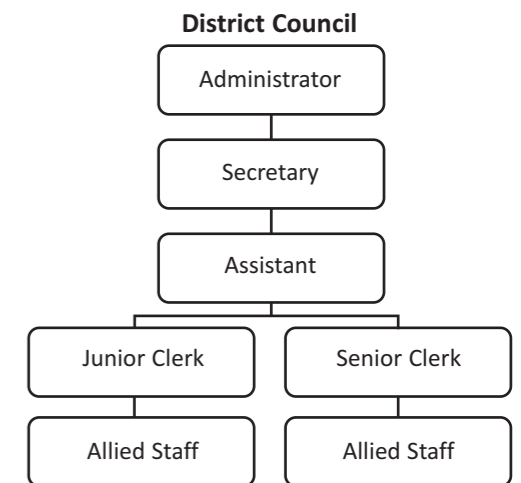 District Council
Administrator
Secretary
Assistant
Junior Clerk
Senior Clerk
Allied Staff
Allied Staff